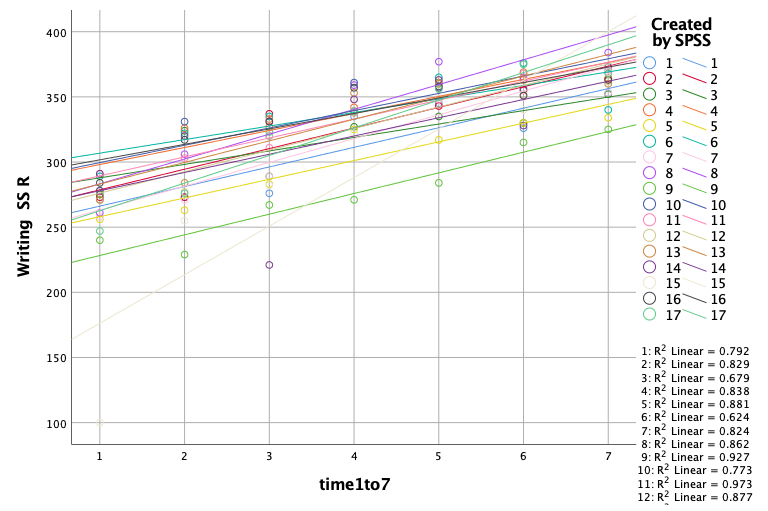 Created
by SPSS
400
350
300
250
200
150
100
Writing SS R
1 2 3 4 5 6 7
time1to7
1 1
2 2
3 3
4 4
5 5
6 6
7 7
8 8
9 9
10 10
11 11
12 12
13 13
14 14
15 15
16 16
17 17
1: R² Linear = 0.792
2: R² Linear = 0.829
3: R² Linear = 0.679
4: R² Linear = 0.838
5: R² Linear = 0.881
6: R² Linear = 0.624
7: R² Linear = 0.824
8: R² Linear = 0.862
9: R² Linear = 0.927
10: R² Linear = 0.773
11: R² Linear = 0.973
12: R² Linear = 0.877